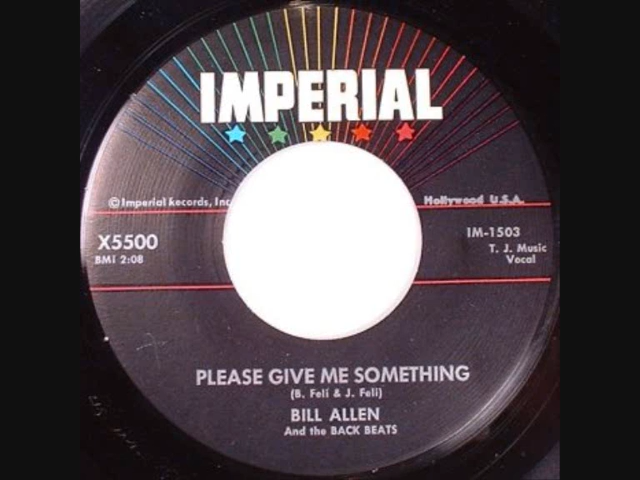 IMPERIAL
© Imperial Records, Inc.
Hollywood U.S.A.
X5500
BMI 2:08
IM-1503
T. J. Music
Vocal
PLEASE GIVE ME SOMETHING
(B. Feli & J. Feli)
BILL ALLEN
And the BACK BEATS